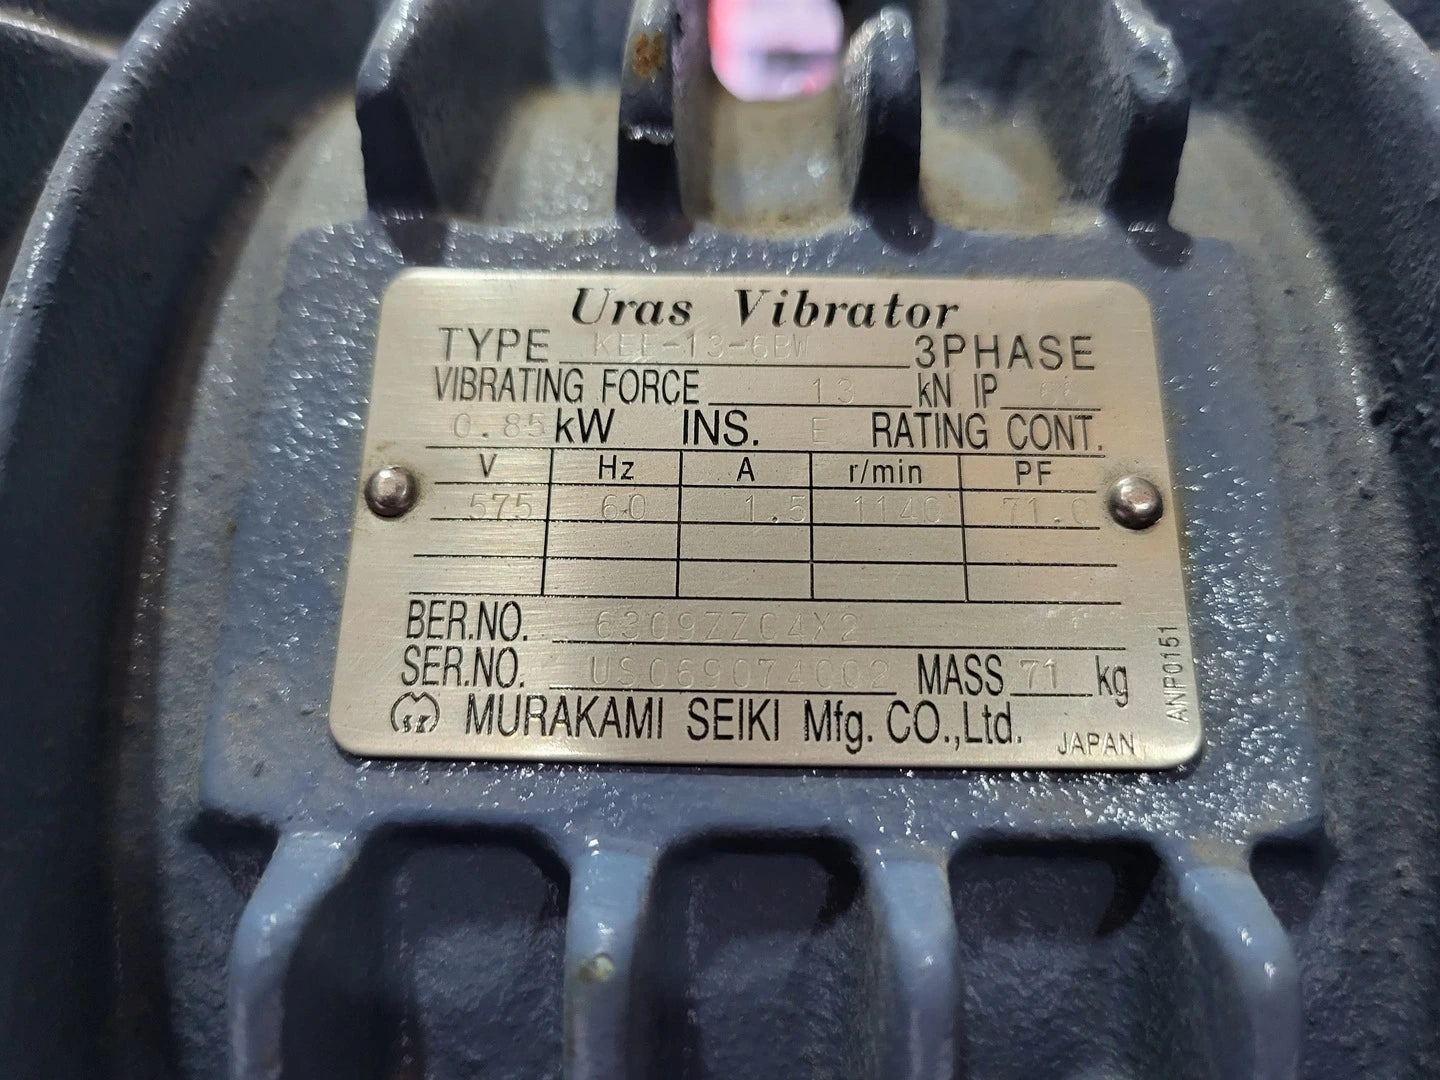 Uras Vibrator
TYPE KEE-13-6BW 3PHASE
VIBRATING FORCE 13 kN IP
0.85 kW INS. E RATING CONT.
V Hz A r/min PF
575 60 1.5 1140 71.0
BER.NO. 6309ZZC4X2
SER.NO. MASS 71 kg
MURAKAMI SEIKI Mfg. CO.,Ltd.
JAPAN
ANP0151